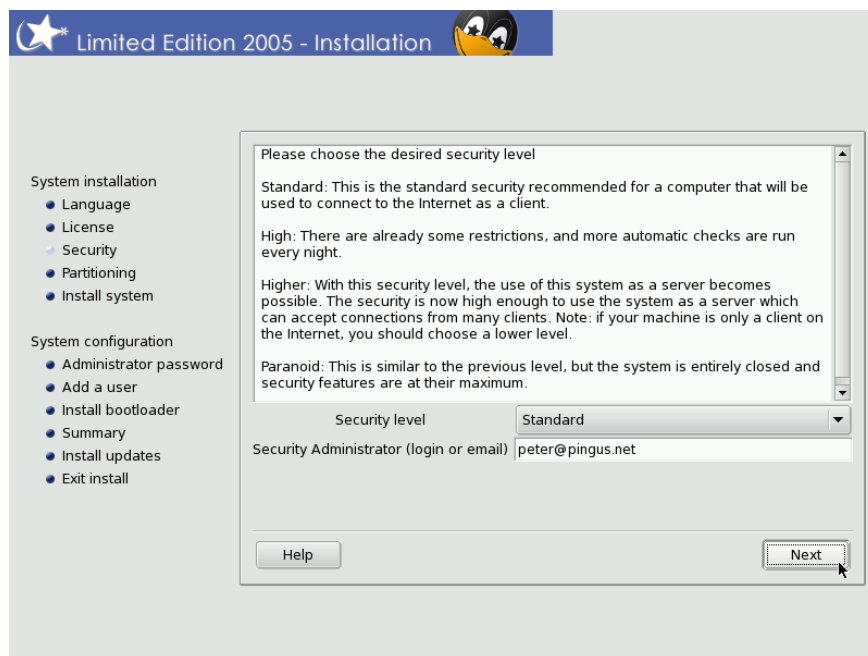 Limited Edition 2005 - Installation
System installation
Language
License
Security
Partitioning
Install system
System configuration
Administrator password
Add a user
Install bootloader
Summary
Install updates
Exit install
Please choose the desired security level
Standard: This is the standard security recommended for a computer that will be
used to connect to the Internet as a client.
High: There are already some restrictions, and more automatic checks are run
every night.
Higher: With this security level, the use of this system as a server becomes
possible. The security is now high enough to use the system as a server which
can accept connections from many clients. Note: if your machine is only a client on
the Internet, you should choose a lower level.
Paranoid: This is similar to the previous level, but the system is entirely closed and
security features are at their maximum.
Security level Standard
Security Administrator (login or email) peter@pingus.net
Help Next